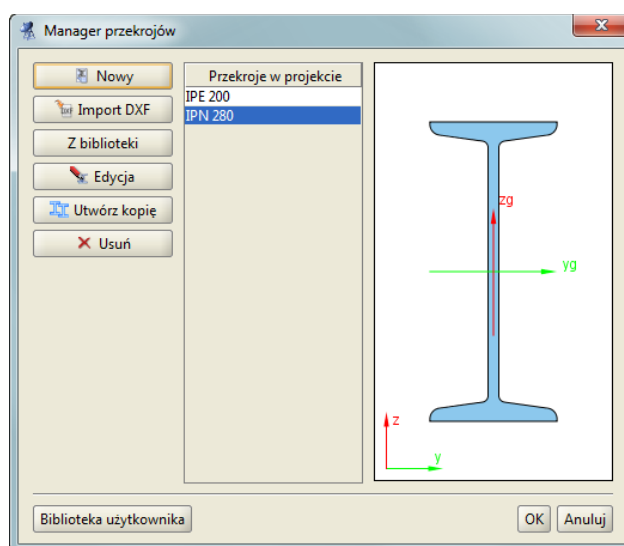 Manager przekrojów
Nowy
Import DXF
Z biblioteki
Edycja
Utwórz kopię
Usuń
Przekroje w projekcie
IPE 200
IPN 280
zg
yg
z
y
Biblioteka użytkownika
OK
Anuluj